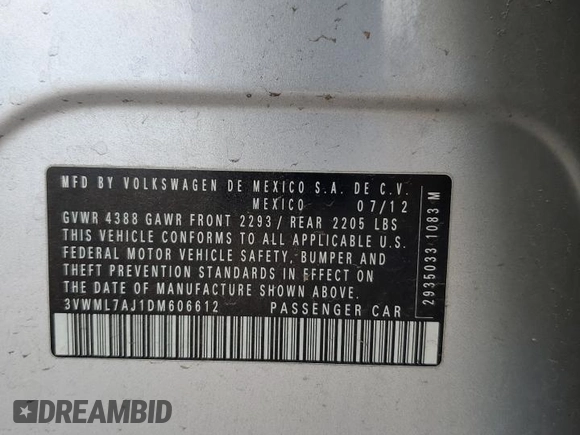 MFD BY VOLKSWAGEN DE MEXICO S.A. DE C.V.
MEXICO 07/12
GVWR 4388 GAWR FRONT 2293/ REAR 2205 LBS
THIS VEHICLE CONFORMS TO ALL APPLICABLE U.S.
FEDERAL MOTOR VEHICLE SAFETY, BUMPER AND
THEFT PREVENTION STANDARDS IN EFFECT ON
THE DATE OF MANUFACTURE SHOWN ABOVE.
3VWML7AJ1DM606612 PASSENGER CAR
2935033 1083 M
DREAMBID